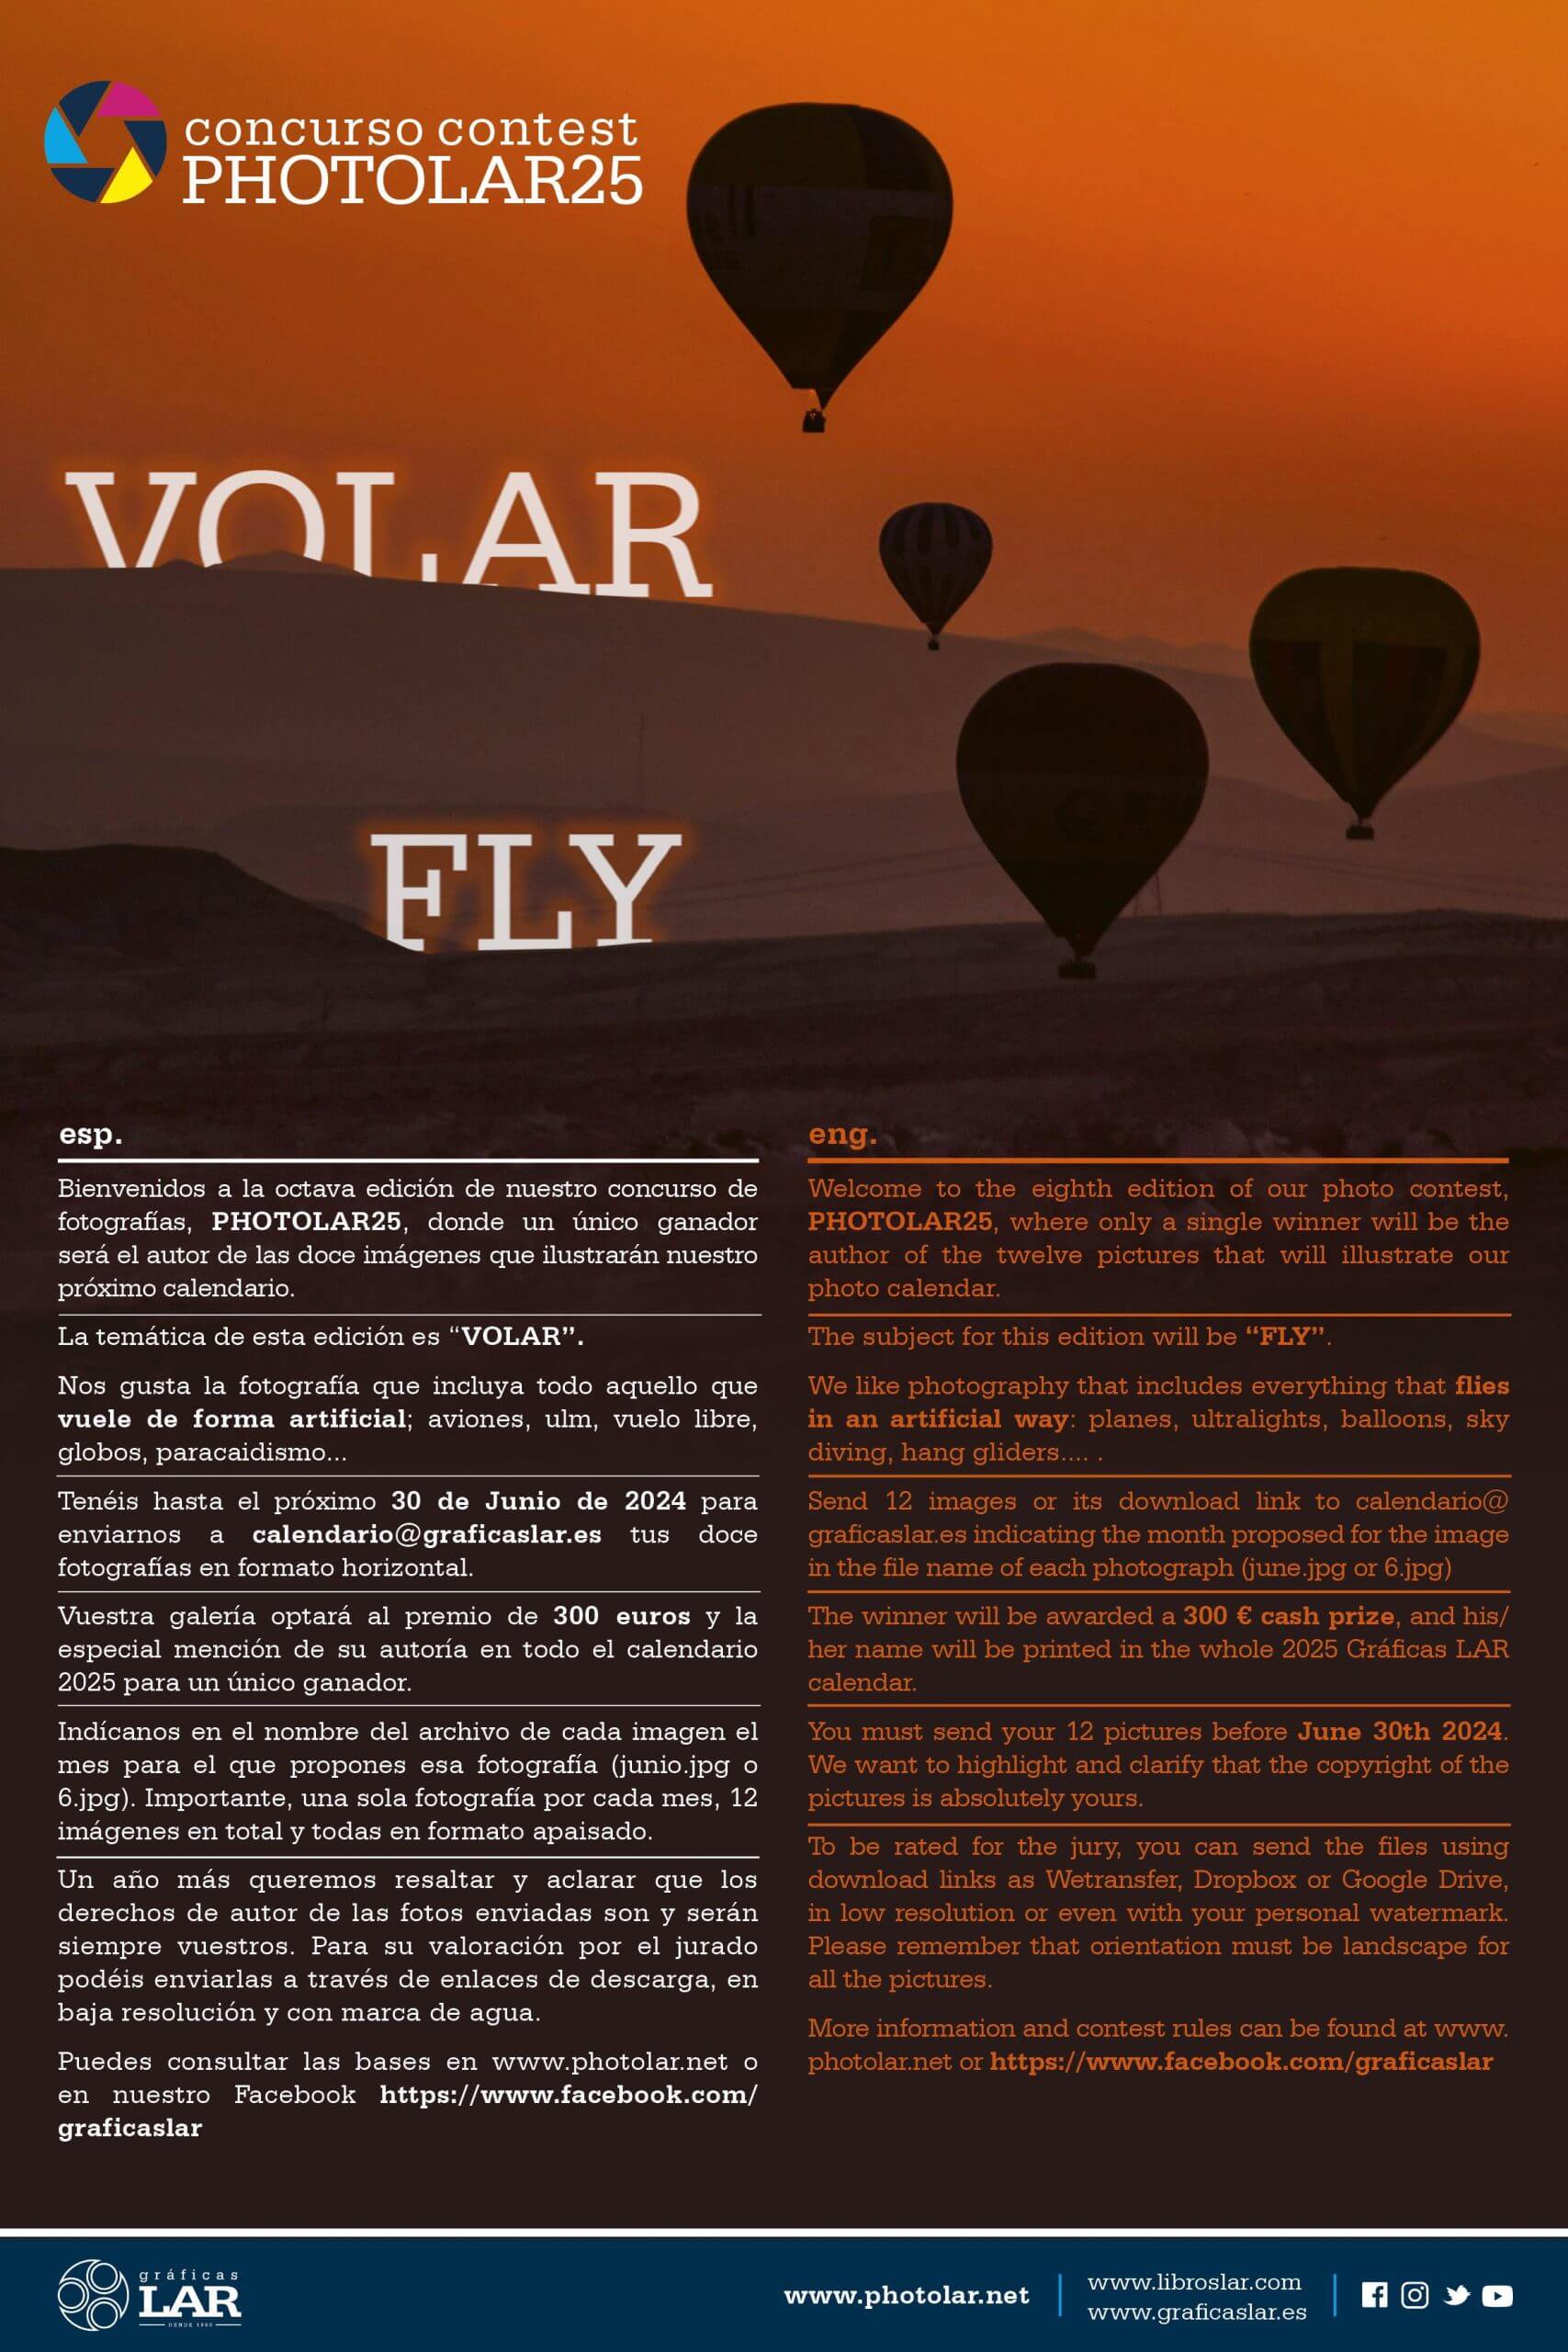 concurso contest
PHOTOLAR25
VOLAR
FLY
esp.
Bienvenidos a la octava edición de nuestro concurso de
fotografías, PHOTOLAR25, donde un único ganador
será el autor de las doce imágenes que ilustrarán nuestro
próximo calendario.
La temática de esta edición es “VOLAR”.
Nos gusta la fotografía que incluya todo aquello que
vuele de forma artificial; aviones, ulm, vuelo libre,
globos, paracaidismo...
Tenéis hasta el próximo 30 de Junio de 2024 para
enviarnos a calendario@graficaslar.es tus doce
fotografías en formato horizontal.
Vuestra galería optará al premio de 300 euros y la
especial mención de su autoría en todo el calendario
2025 para un único ganador.
Indícanos en el nombre del archivo de cada imagen el
mes para el que propones esa fotografía (junio.jpg o
6.jpg). Importante, una sola fotografía por cada mes, 12
imágenes en total y todas en formato apaisado.
Un año más queremos resaltar y aclarar que los
derechos de autor de las fotos enviadas son y serán
siempre vuestros. Para su valoración por el jurado
podéis enviarlas a través de enlaces de descarga, en
baja resolución y con marca de agua.
Puedes consultar las bases en www.photolar.net o
en nuestro Facebook https://www.facebook.com/
graficaslar
eng.
Welcome to the eighth edition of our photo contest,
PHOTOLAR25, where only a single winner will be the
author of the twelve pictures that will illustrate our
photo calendar.
The subject for this edition will be “FLY”.
We like photography that includes everything that flies
in an artificial way: planes, ultralights, balloons, sky
diving, hang gliders.... .
Send 12 images or its download link to calendario@
graficaslar.es indicating the month proposed for the image
in the file name of each photograph (june.jpg or 6.jpg)
The winner will be awarded a 300 € cash prize, and his/
her name will be printed in the whole 2025 Gráficas LAR
calendar.
You must send your 12 pictures before June 30th 2024.
We want to highlight and clarify that the copyright of the
pictures is absolutely yours.
To be rated for the jury, you can send the files using
download links as Wetransfer, Dropbox or Google Drive,
in low resolution or even with your personal watermark.
Please remember that orientation must be landscape for
all the pictures.
More information and contest rules can be found at www.
photolar.net or https://www.facebook.com/graficaslar
gráficas
LAR
www.photolar.net
www.libroslar.com
www.graficaslar.es